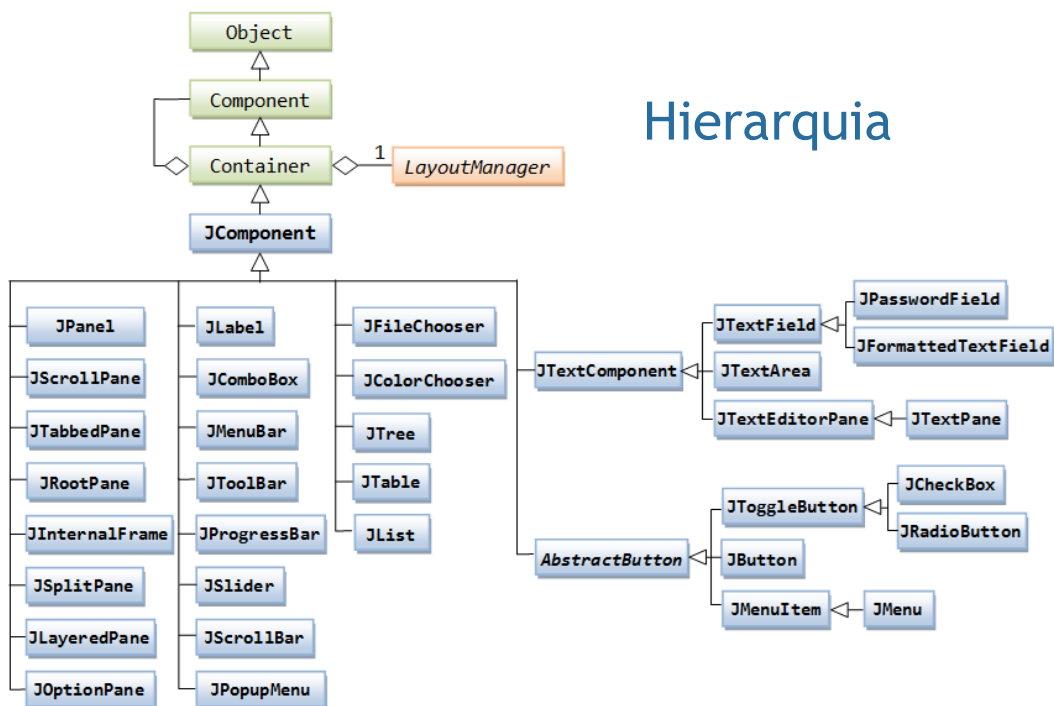 Object
Component
Hierarquia
Container
1
LayoutManager
JComponent
JPanel
JScrollPane
JTabbedPane
JRootPane
JInternalFrame
JSplitPane
JLayeredPane
JOptionPane
JLabel
JComboBox
JMenuBar
JToolBar
JProgressBar
JSlider
JScrollBar
JPopupMenu
JFileChooser
JColorChooser
JTree
JTable
JList
JTextComponent
JTextField
JPasswordField
JFormattedTextField
JTextArea
JTextEditorPane
JTextPane
AbstractButton
JToggleButton
JCheckBox
JRadioButton
JButton
JMenuItem
JMenu